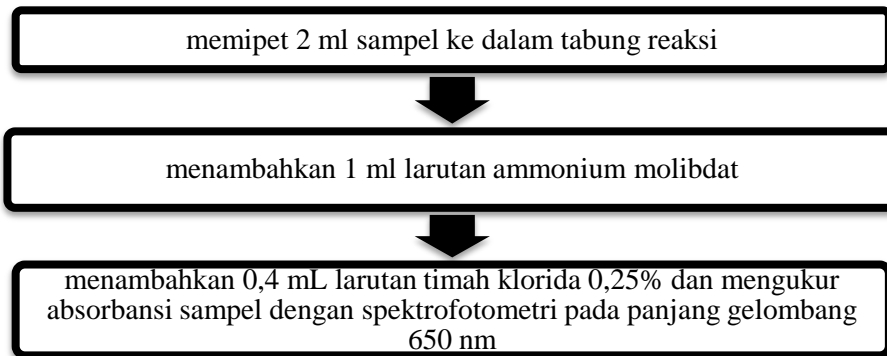 memipet 2 ml sampel ke dalam tabung reaksi
menambahkan 1 ml larutan ammonium molibdat
menambahkan 0,4 mL larutan timah klorida 0,25% dan mengukur
absorbansi sampel dengan spektrofotometri pada panjang gelombang
650 nm